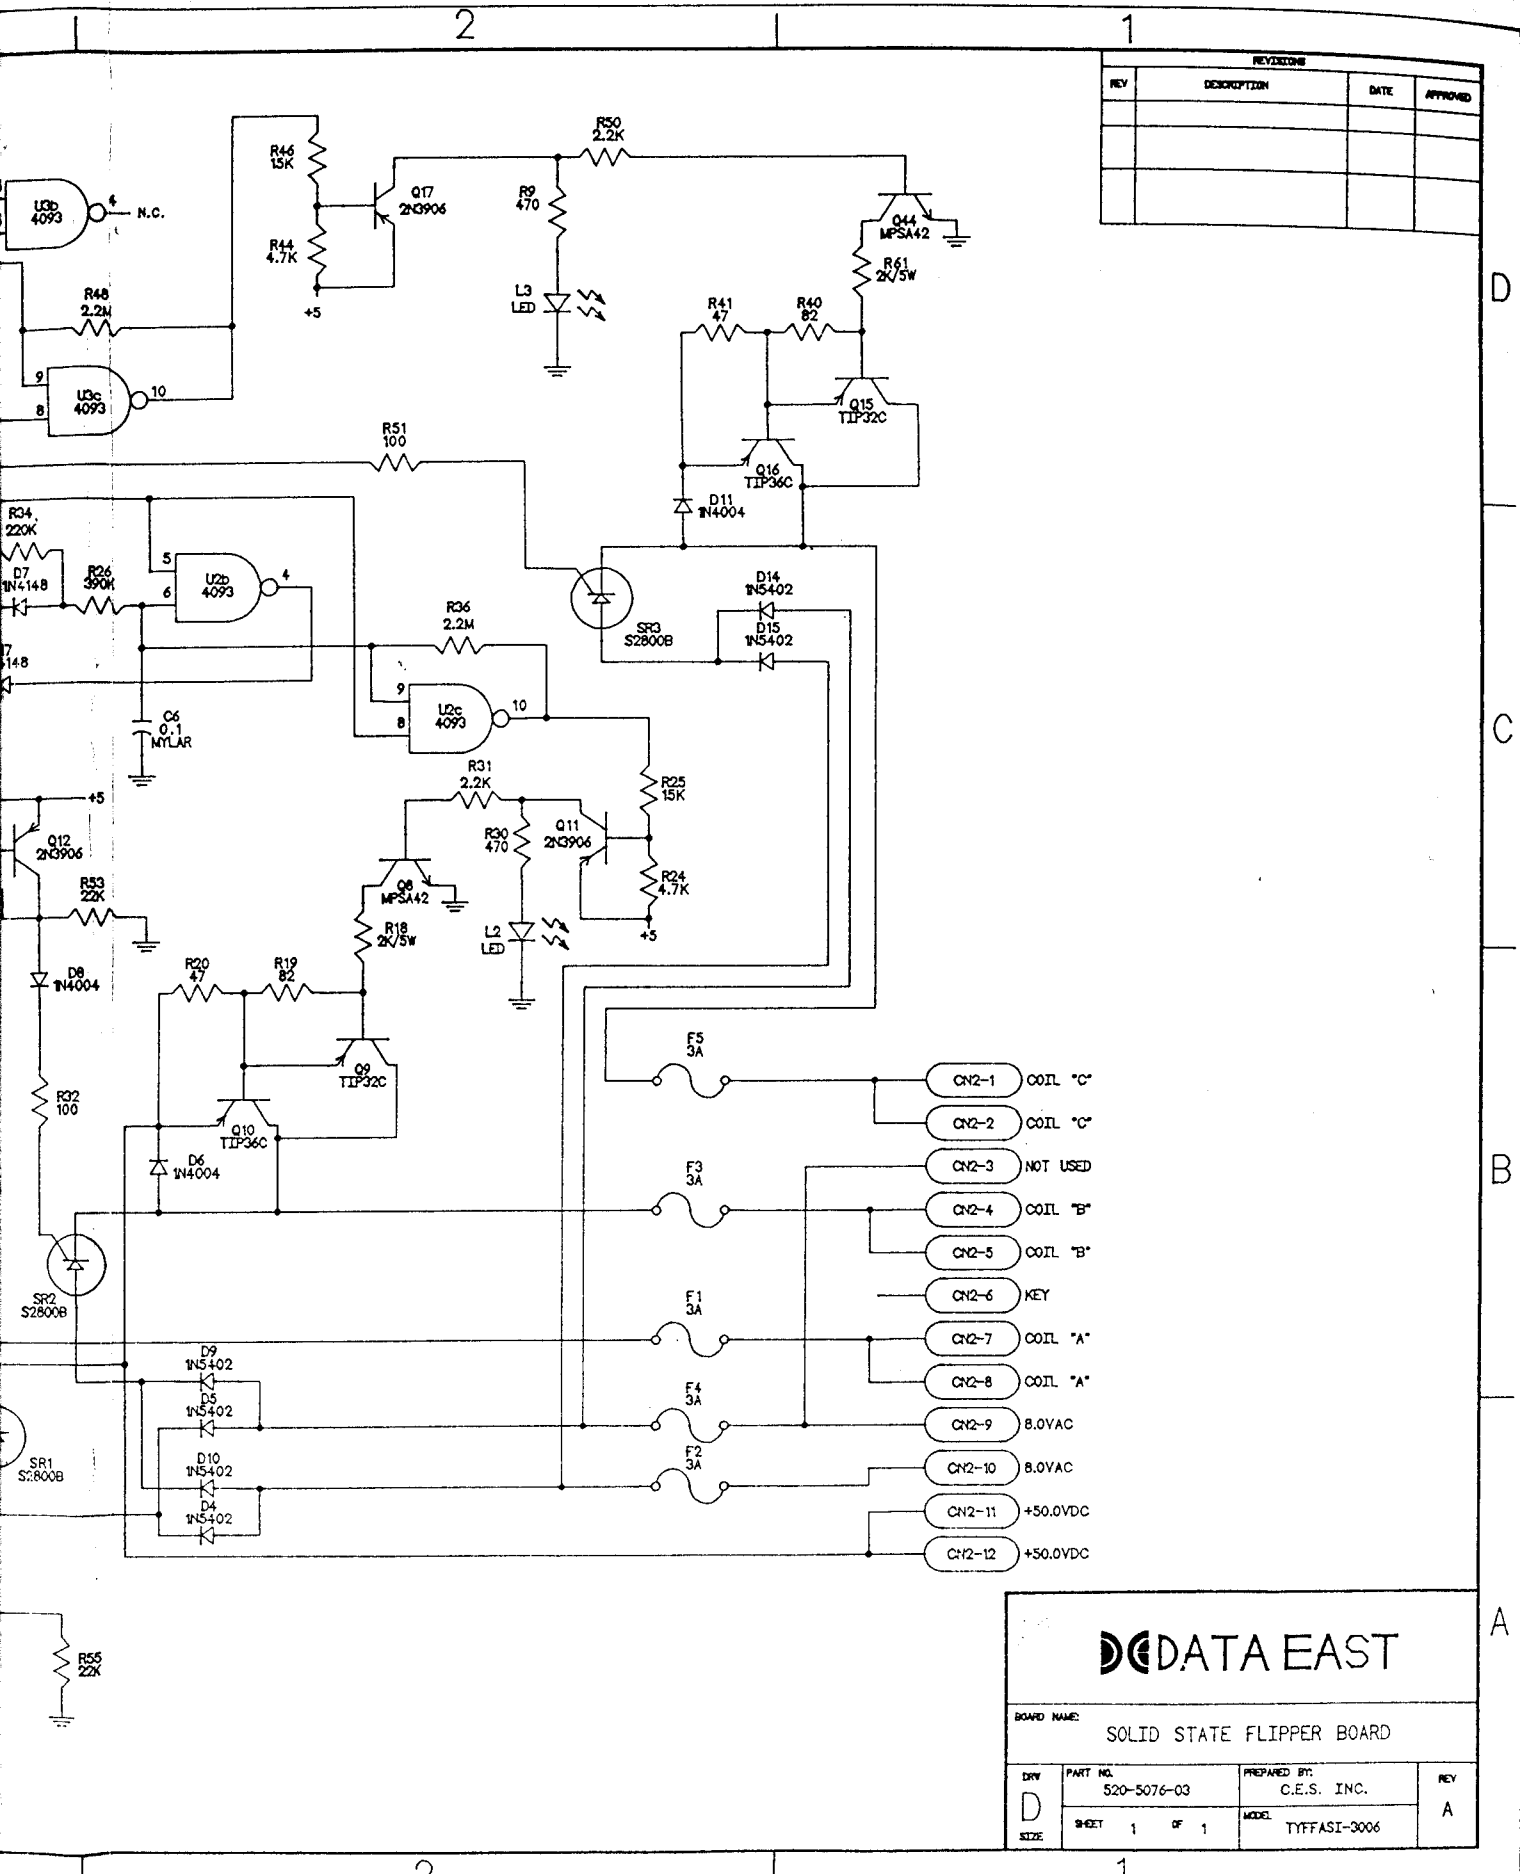 2
1
REVISIONS
REV DESCRIPTION DATE APPROVED
D
C
B
A
U3b
4093
4
N.C.
R46
15K
R44
4.7K
+5
Q17
2N3906
R50
2.2K
R9
470
L3
LED
Q44
MPSA42
R61
2K/5W
R48
2.2M
9
8
U3c
4093
10
R41
47
R40
82
Q15
TIP32C
Q16
TIP36C
D11
1N4004
R51
100
R34
220K
D7
1N4148
R26
390K
5
6
U2b
4093
4
7
4148
C6
0.1
MYLAR
R36
2.2M
9
8
U2c
4093
10
SR3
S2800B
D14
1N5402
D15
1N5402
R31
2.2K
R25
15K
R30
470
Q11
2N3906
R24
4.7K
+5
L2
LED
+5
Q12
2N3906
R53
22K
Q8
MPSA42
R18
2K/5W
D8
1N4004
R20
47
R19
82
Q9
TIP32C
Q10
TIP36C
D6
1N4004
R32
100
SR2
S2800B
F5
3A
F3
3A
F1
3A
F4
3A
F2
3A
D9
1N5402
D5
1N5402
D10
1N5402
D4
1N5402
SR1
S2800B
CN2-1 COIL "C"
CN2-2 COIL "C"
CN2-3 NOT USED
CN2-4 COIL "B"
CN2-5 COIL "B"
CN2-6 KEY
CN2-7 COIL "A"
CN2-8 COIL "A"
CN2-9 8.0VAC
CN2-10 8.0VAC
CN2-11 +50.0VDC
CN2-12 +50.0VDC
R55
22K
DATA EAST
BOARD NAME:
SOLID STATE FLIPPER BOARD
DRW
D
SIZE
PART NO.
520-5076-03
PREPARED BY:
C.E.S. INC.
REV
A
SHEET 1 OF 1
MODEL
TYFFASI-3006
2
1